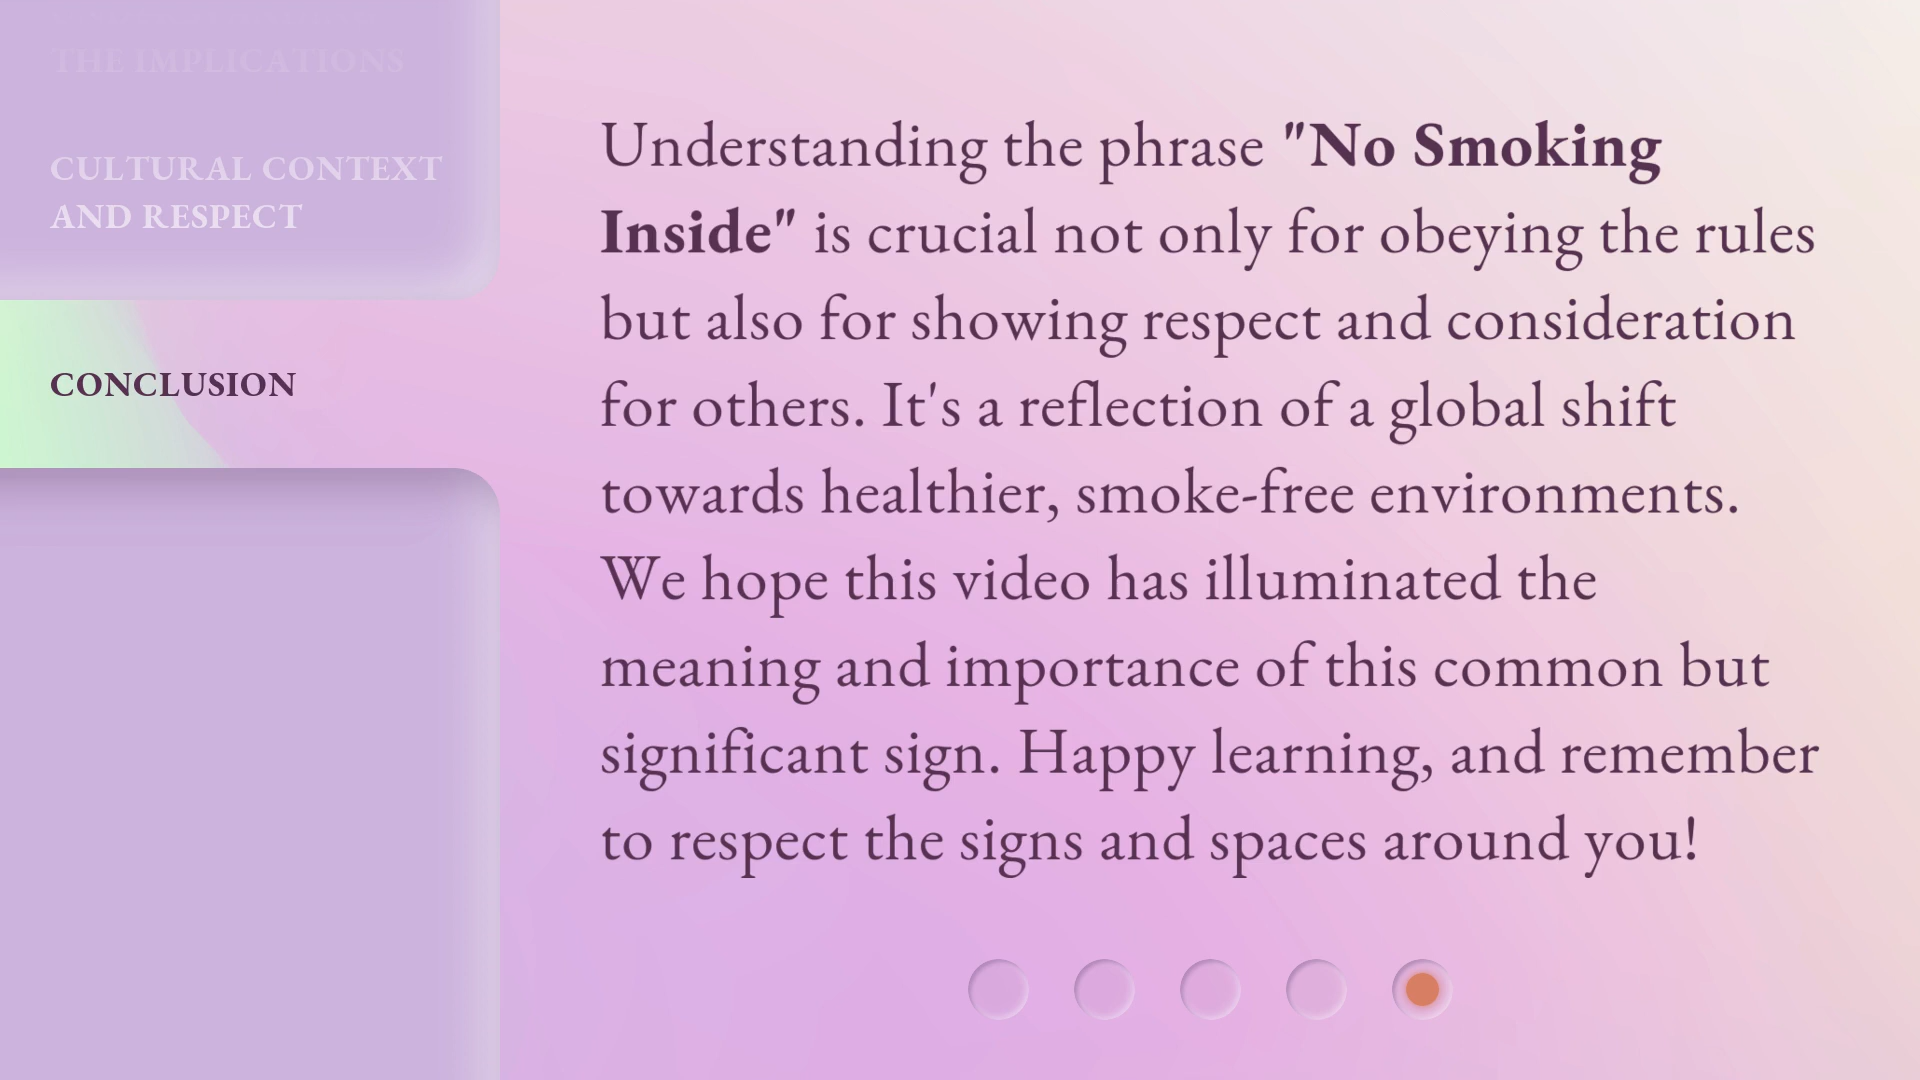 THE IMPLICATIONS
CULTURAL CONTEXT
AND RESPECT
CONCLUSION
Understanding the phrase "No Smoking
Inside" is crucial not only for obeying the rules
but also for showing respect and consideration
for others. It's a reflection of a global shift
towards healthier, smoke-free environments.
We hope this video has illuminated the
meaning and importance of this common but
significant sign. Happy learning, and remember
to respect the signs and spaces around you!